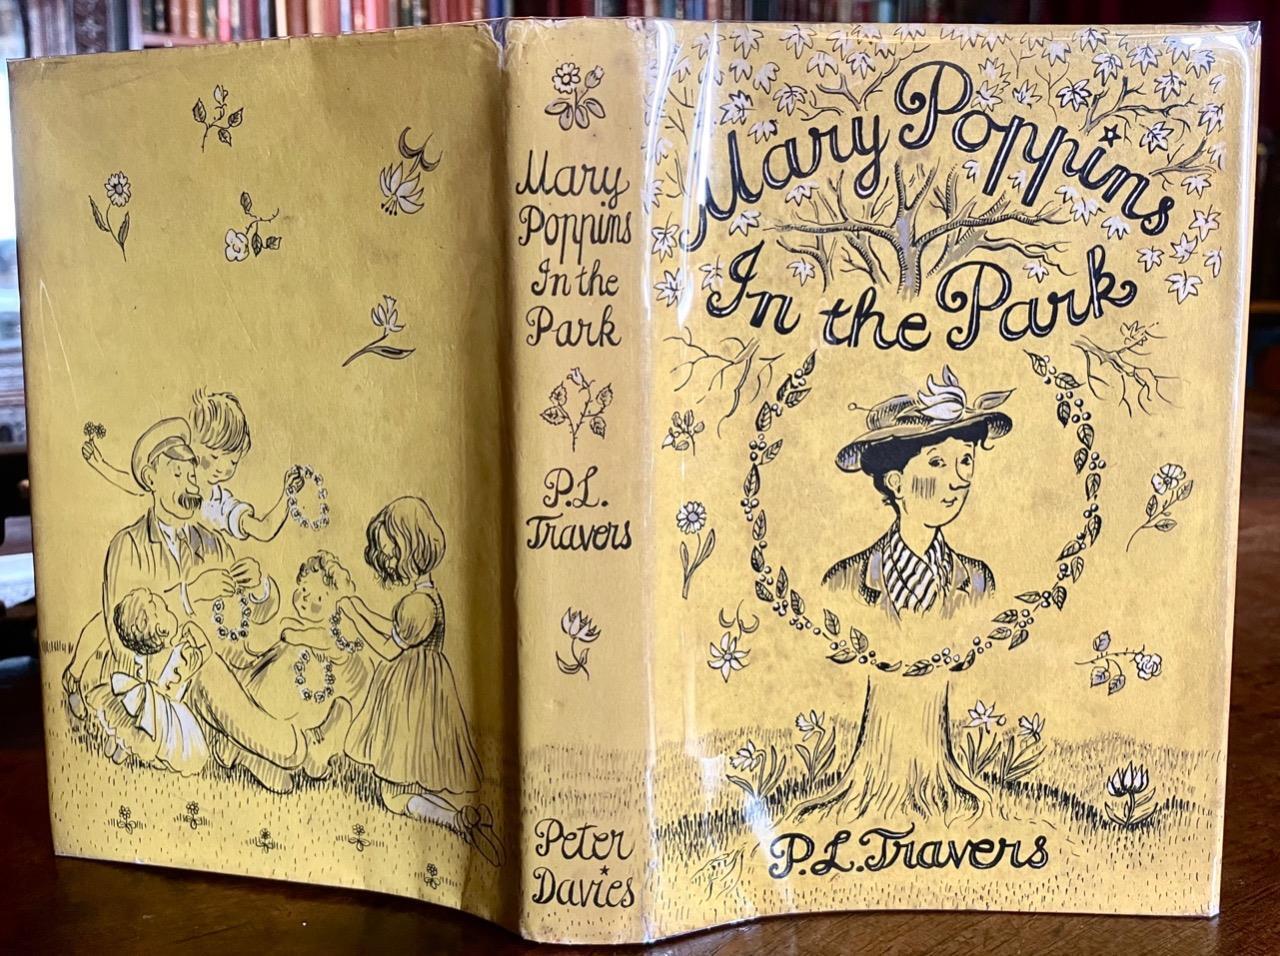 Mary
Poppins
In the
Park
P.L.
Travers
Peter
Davies
Mary Poppins
In the Park
P.L. Travers